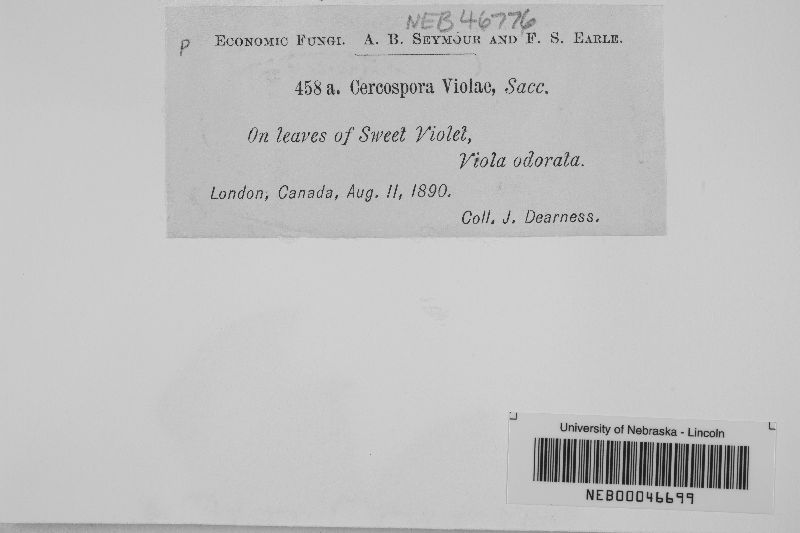 NEB 46776
P Economic Fungi. A. B. Seymour and F. S. Earle.
458 a. Cercospora Violae, Sacc.
On leaves of Sweet Violet,
Viola odorata.
London, Canada, Aug. 11, 1890.
Coll. J. Dearness.
University of Nebraska - Lincoln
NEB00046699